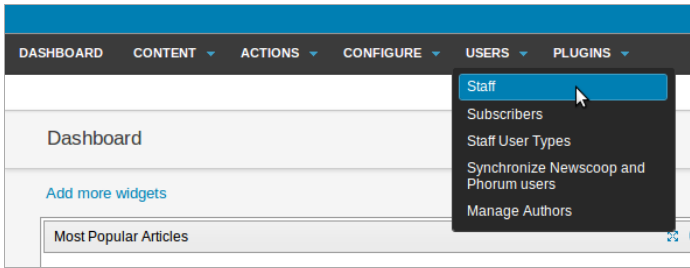 DASHBOARD CONTENT ACTIONS CONFIGURE USERS PLUGINS
Staff
Subscribers
Staff User Types
Synchronize Newscoop and
Phorum users
Manage Authors
Dashboard
Add more widgets
Most Popular Articles